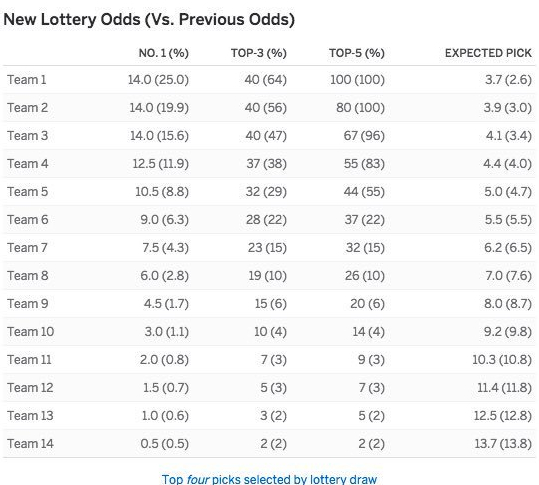 New Lottery Odds (Vs. Previous Odds)
NO. 1 (%) TOP-3 (%) TOP-5 (%) EXPECTED PICK
Team 1 14.0 (25.0) 40 (64) 100 (100) 3.7 (2.6)
Team 2 14.0 (19.9) 40 (56) 80 (100) 3.9 (3.0)
Team 3 14.0 (15.6) 40 (47) 67 (96) 4.1 (3.4)
Team 4 12.5 (11.9) 37 (38) 55 (83) 4.4 (4.0)
Team 5 10.5 (8.8) 32 (29) 44 (55) 5.0 (4.7)
Team 6 9.0 (6.3) 28 (22) 37 (22) 5.5 (5.5)
Team 7 7.5 (4.3) 23 (15) 32 (15) 6.2 (6.5)
Team 8 6.0 (2.8) 19 (10) 26 (10) 7.0 (7.6)
Team 9 4.5 (1.7) 15 (6) 20 (6) 8.0 (8.7)
Team 10 3.0 (1.1) 10 (4) 14 (4) 9.2 (9.8)
Team 11 2.0 (0.8) 7 (3) 9 (3) 10.3 (10.8)
Team 12 1.5 (0.7) 5 (3) 7 (3) 11.4 (11.8)
Team 13 1.0 (0.6) 3 (2) 5 (2) 12.5 (12.8)
Team 14 0.5 (0.5) 2 (2) 2 (2) 13.7 (13.8)
Top four picks selected by lottery draw